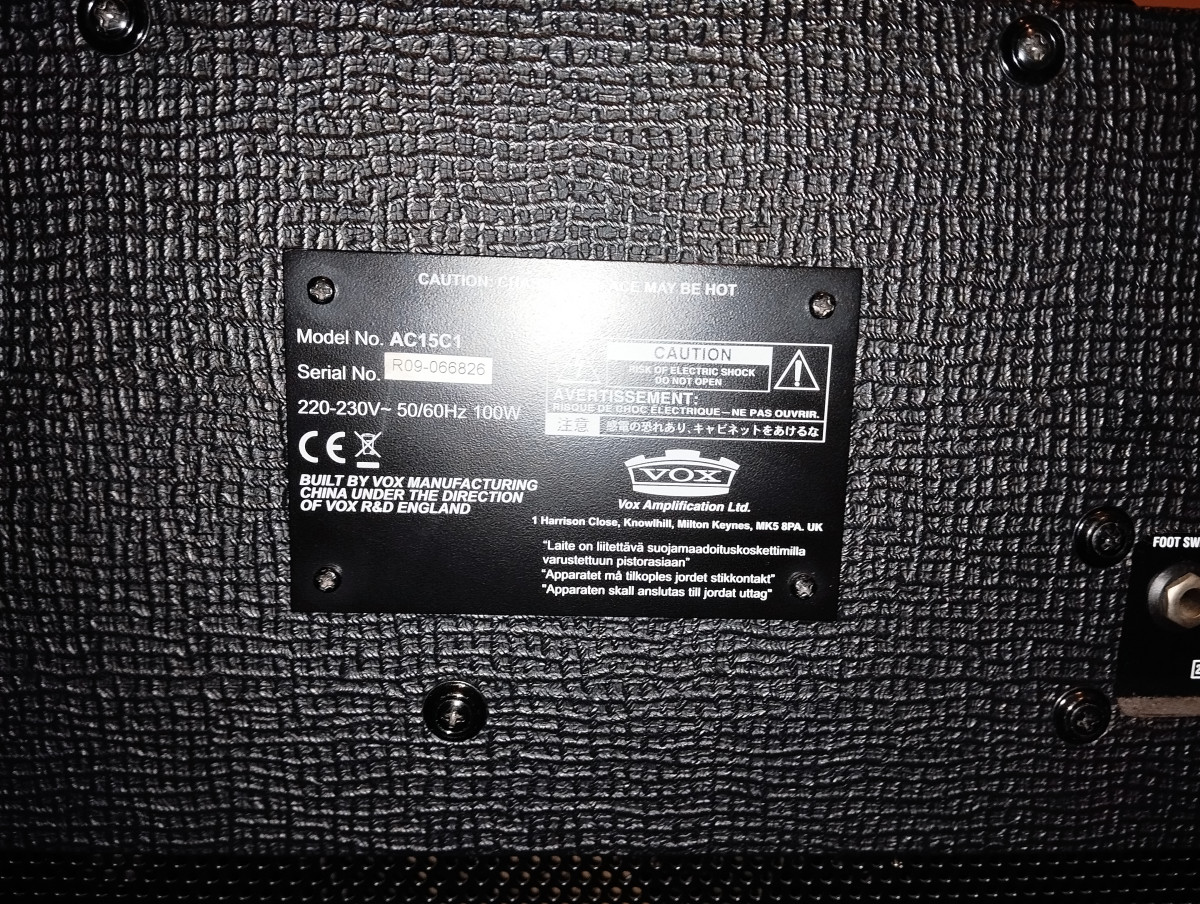 CAUTION: MAY BE HOT
Model No. AC15C1
Serial No. R09-066826
220-230V~ 50/60Hz 100W
CE
BUILT BY VOX MANUFACTURING
CHINA UNDER THE DIRECTION
OF VOX R&D ENGLAND
CAUTION
RISK OF ELECTRIC SHOCK
DO NOT OPEN
AVERTISSEMENT:
RISQUE DE CHOC ELECTRIQUE—NE PAS OUVRIR.
注意 感電の恐れあり、キャビネットをあけるな
VOX
Vox Amplification Ltd.
1 Harrison Close, Knowlhill, Milton Keynes, MK5 8PA. UK
"Laite on liitettävä suojamaadoituskoskettimilla
varustettuun pistorasiaan"
"Apparatet må tilkoples jordet stikkontakt"
"Apparaten skall anslutas till jordat uttag"
FOOT SW